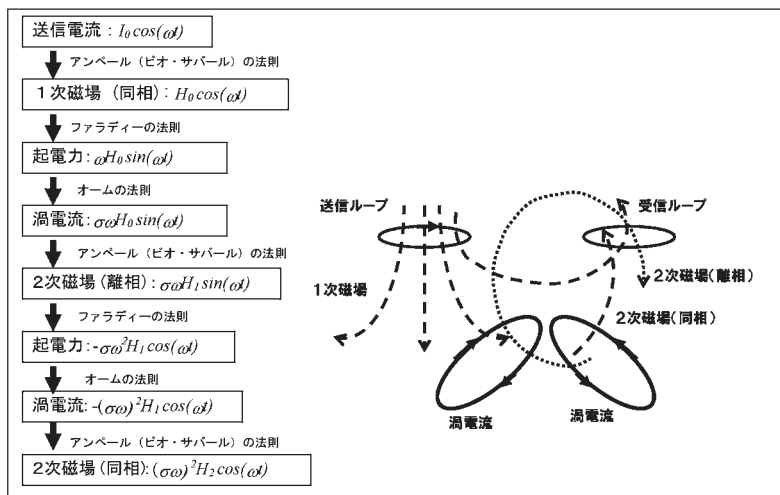 送信電流：I₀cos(ωt)
アンペール（ビオ・サバール）の法則
１次磁場（同相）：H₀cos(ωt)
ファラディーの法則
起電力：ωH₀sin(ωt)
オームの法則
渦電流：σωH₀sin(ωt)
アンペール（ビオ・サバール）の法則
2次磁場（離相）：σωH₁sin(ωt)
ファラディーの法則
起電力：-σω²H₁cos(ωt)
オームの法則
渦電流：-(σω)²H₁cos(ωt)
アンペール（ビオ・サバール）の法則
2次磁場（同相）：(σω)²H₂cos(ωt)
送信ループ
受信ループ
1次磁場
2次磁場（離相）
2次磁場（同相）
渦電流
渦電流